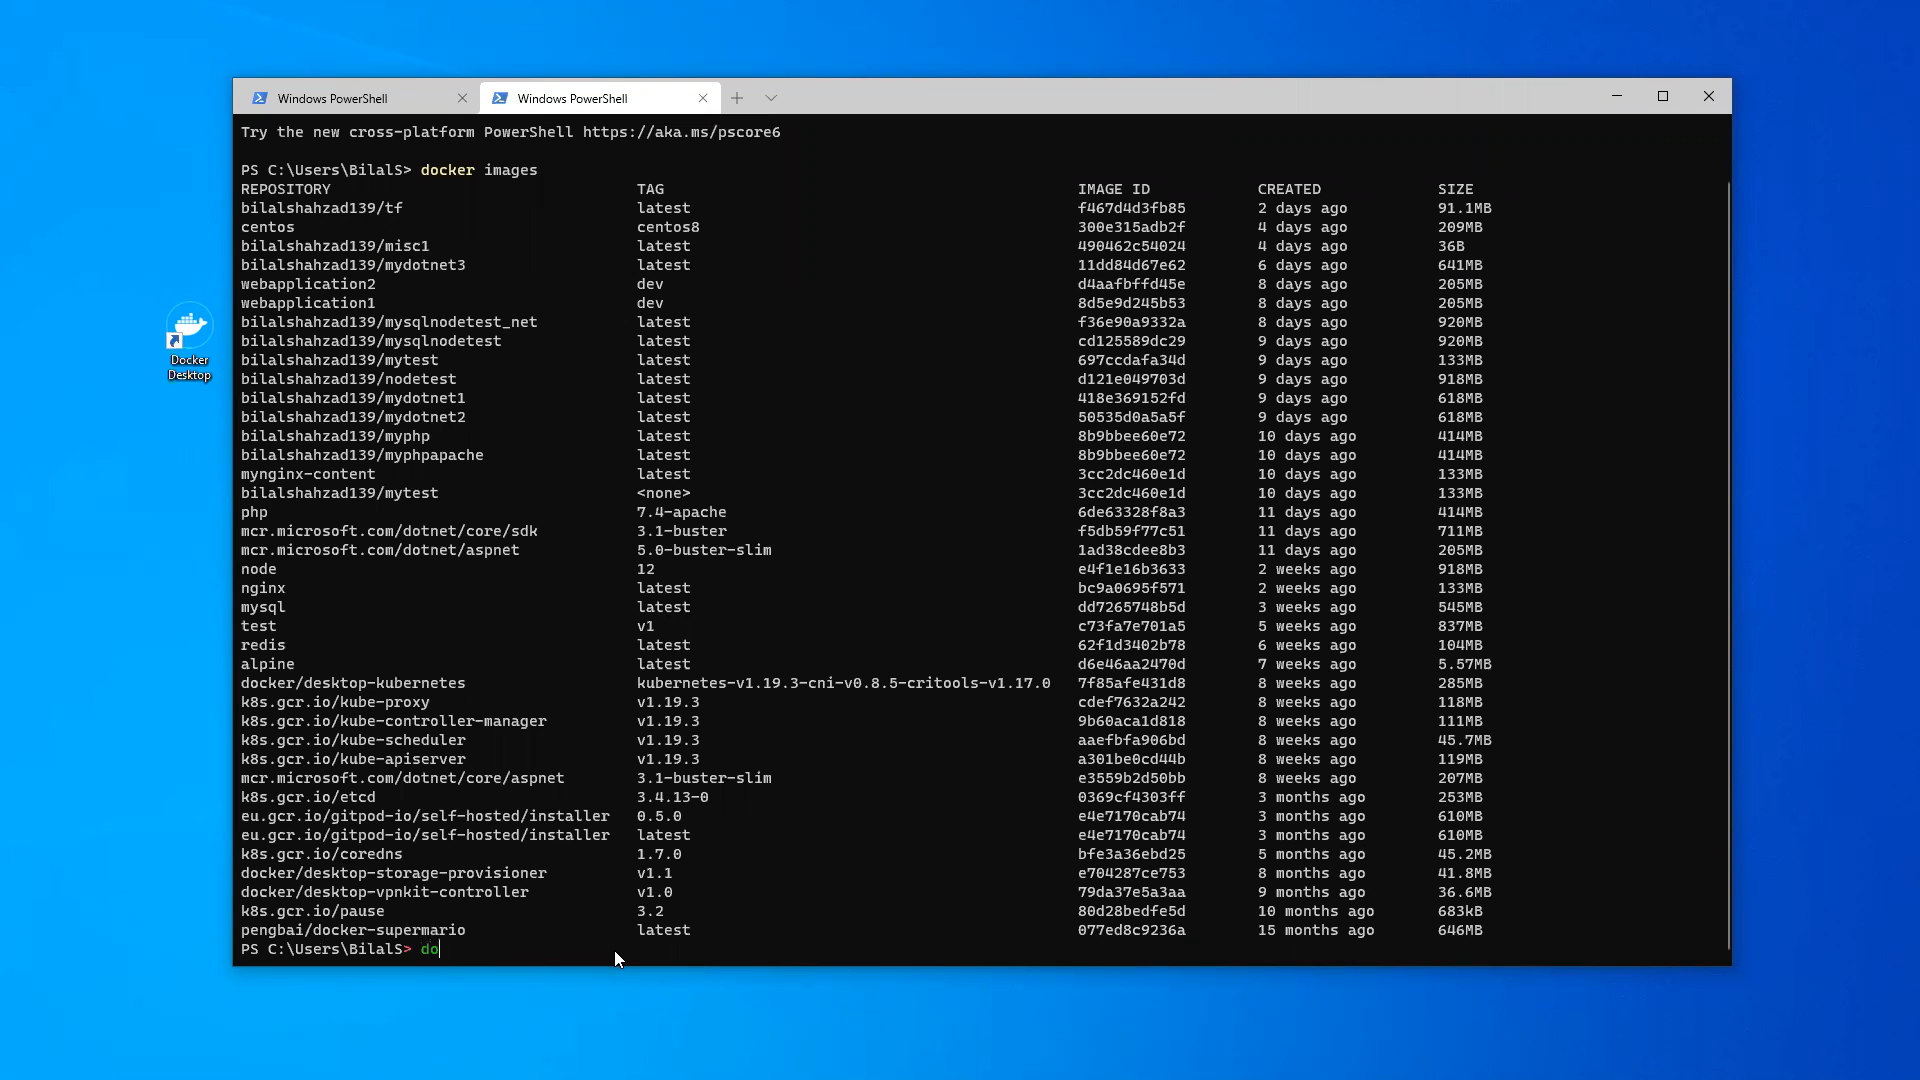 Windows PowerShell
Windows PowerShell
Try the new cross-platform PowerShell https://aka.ms/pscore6
PS C:\Users\BilalS> docker images
REPOSITORY TAG IMAGE ID CREATED SIZE
bilalshahzad139/tf latest f467d4d3fb85 2 days ago 91.1MB
centos centos8 300e315adb2f 4 days ago 209MB
bilalshahzad139/misc1 latest 490462c54024 4 days ago 36B
bilalshahzad139/mydotnet3 latest 11dd84d67e62 6 days ago 641MB
webapplication2 dev d4aafbffd45e 8 days ago 205MB
webapplication1 dev 8d5e9d245b53 8 days ago 205MB
bilalshahzad139/mysqlnodetest_net latest f36e90a9332a 8 days ago 920MB
bilalshahzad139/mysqlnodetest latest cd125589dc29 9 days ago 920MB
bilalshahzad139/mytest latest 697ccdafa34d 9 days ago 133MB
bilalshahzad139/nodetest latest d121e049703d 9 days ago 918MB
bilalshahzad139/mydotnet1 latest 418e369152fd 9 days ago 618MB
bilalshahzad139/mydotnet2 latest 50535d0a5a5f 9 days ago 618MB
bilalshahzad139/myphp latest 8b9bbee60e72 10 days ago 414MB
bilalshahzad139/myphpapache latest 8b9bbee60e72 10 days ago 414MB
mynginx-content latest 3cc2dc460e1d 10 days ago 133MB
bilalshahzad139/mytest <none> 3cc2dc460e1d 10 days ago 133MB
php 7.4-apache 6de63328f8a3 11 days ago 414MB
mcr.microsoft.com/dotnet/core/sdk 3.1-buster f5db59f77c51 11 days ago 711MB
mcr.microsoft.com/dotnet/aspnet 5.0-buster-slim 1ad38cdee8b3 11 days ago 205MB
node 12 e4f1e16b3633 2 weeks ago 918MB
nginx latest bc9a0695f571 2 weeks ago 133MB
mysql latest dd7265748b5d 3 weeks ago 545MB
test v1 c73fa7e701a5 5 weeks ago 837MB
redis latest 62f1d3402b78 6 weeks ago 104MB
alpine latest d6e46aa2470d 7 weeks ago 5.57MB
docker/desktop-kubernetes kubernetes-v1.19.3-cni-v0.8.5-critools-v1.17.0 7f85afe431d8 8 weeks ago 285MB
k8s.gcr.io/kube-proxy v1.19.3 cdef7632a242 8 weeks ago 118MB
k8s.gcr.io/kube-controller-manager v1.19.3 9b60aca1d818 8 weeks ago 111MB
k8s.gcr.io/kube-scheduler v1.19.3 aaefbfa906bd 8 weeks ago 45.7MB
k8s.gcr.io/kube-apiserver v1.19.3 a301be0cd44b 8 weeks ago 119MB
mcr.microsoft.com/dotnet/core/aspnet 3.1-buster-slim e3559b2d50bb 8 weeks ago 207MB
k8s.gcr.io/etcd 3.4.13-0 0369cf4303ff 3 months ago 253MB
eu.gcr.io/gitpod-io/self-hosted/installer 0.5.0 e4e7170cab74 3 months ago 610MB
eu.gcr.io/gitpod-io/self-hosted/installer latest e4e7170cab74 3 months ago 610MB
k8s.gcr.io/coredns 1.7.0 bfe3a36ebd25 5 months ago 45.2MB
docker/desktop-storage-provisioner v1.1 e704287ce753 8 months ago 41.8MB
docker/desktop-vpnkit-controller v1.0 79da37e5a3aa 9 months ago 36.6MB
k8s.gcr.io/pause 3.2 80d28bedfe5d 10 months ago 683kB
pengbai/docker-supermario latest 077ed8c9236a 15 months ago 646MB
PS C:\Users\BilalS> do
Docker
Desktop